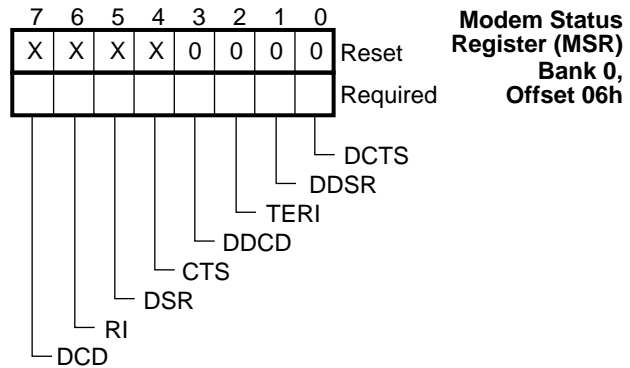 7 6 5 4 3 2 1 0
X X X X 0 0 0 0 Reset
Required
Modem Status
Register (MSR)
Bank 0,
Offset 06h
DCTS
DDSR
TERI
DDCD
CTS
DSR
RI
DCD